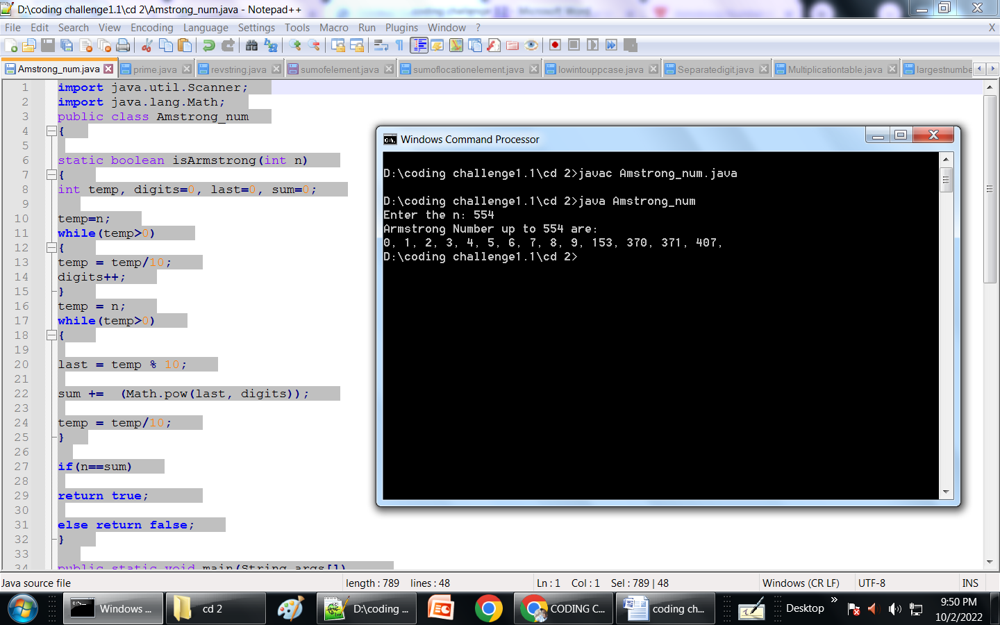 D:\coding challenge1.1\cd 2\Amstrong_num.java - Notepad++
File Edit Search View Encoding Language Settings Tools Macro Run Plugins Window ? X
Amstrong_num.java prime.java revstring.java sumofelement.java sumoflocationelement.java lowintouppcase.java Separatedigit.java Multiplicationtable.java largestnumbe
1 import java.util.Scanner;
2 import java.lang.Math;
3 public class Amstrong_num
4 {
5
6 static boolean isArmstrong(int n)
7 {
8 int temp, digits=0, last=0, sum=0;
9
10 temp=n;
11 while(temp>0)
12 {
13 temp = temp/10;
14 digits++;
15 }
16 temp = n;
17 while(temp>0)
18 {
19
20 last = temp % 10;
21
22 sum +=  (Math.pow(last, digits));
23
24 temp = temp/10;
25 }
26
27 if(n==sum)
28
29 return true;
30
31 else return false;
32 }
33
34 public static void main(String args[])
Windows Command Processor
D:\coding challenge1.1\cd 2>javac Amstrong_num.java
D:\coding challenge1.1\cd 2>java Amstrong_num
Enter the n: 554
Armstrong Number up to 554 are:
0, 1, 2, 3, 4, 5, 6, 7, 8, 9, 153, 370, 371, 407,
D:\coding challenge1.1\cd 2>
Java source file length : 789 lines : 48 Ln : 1 Col : 1 Sel : 789 | 48 Windows (CR LF) UTF-8 INS
Windows ... cd 2 D:\coding ... CODING C... coding ch... Desktop » 9:50 PM
10/2/2022